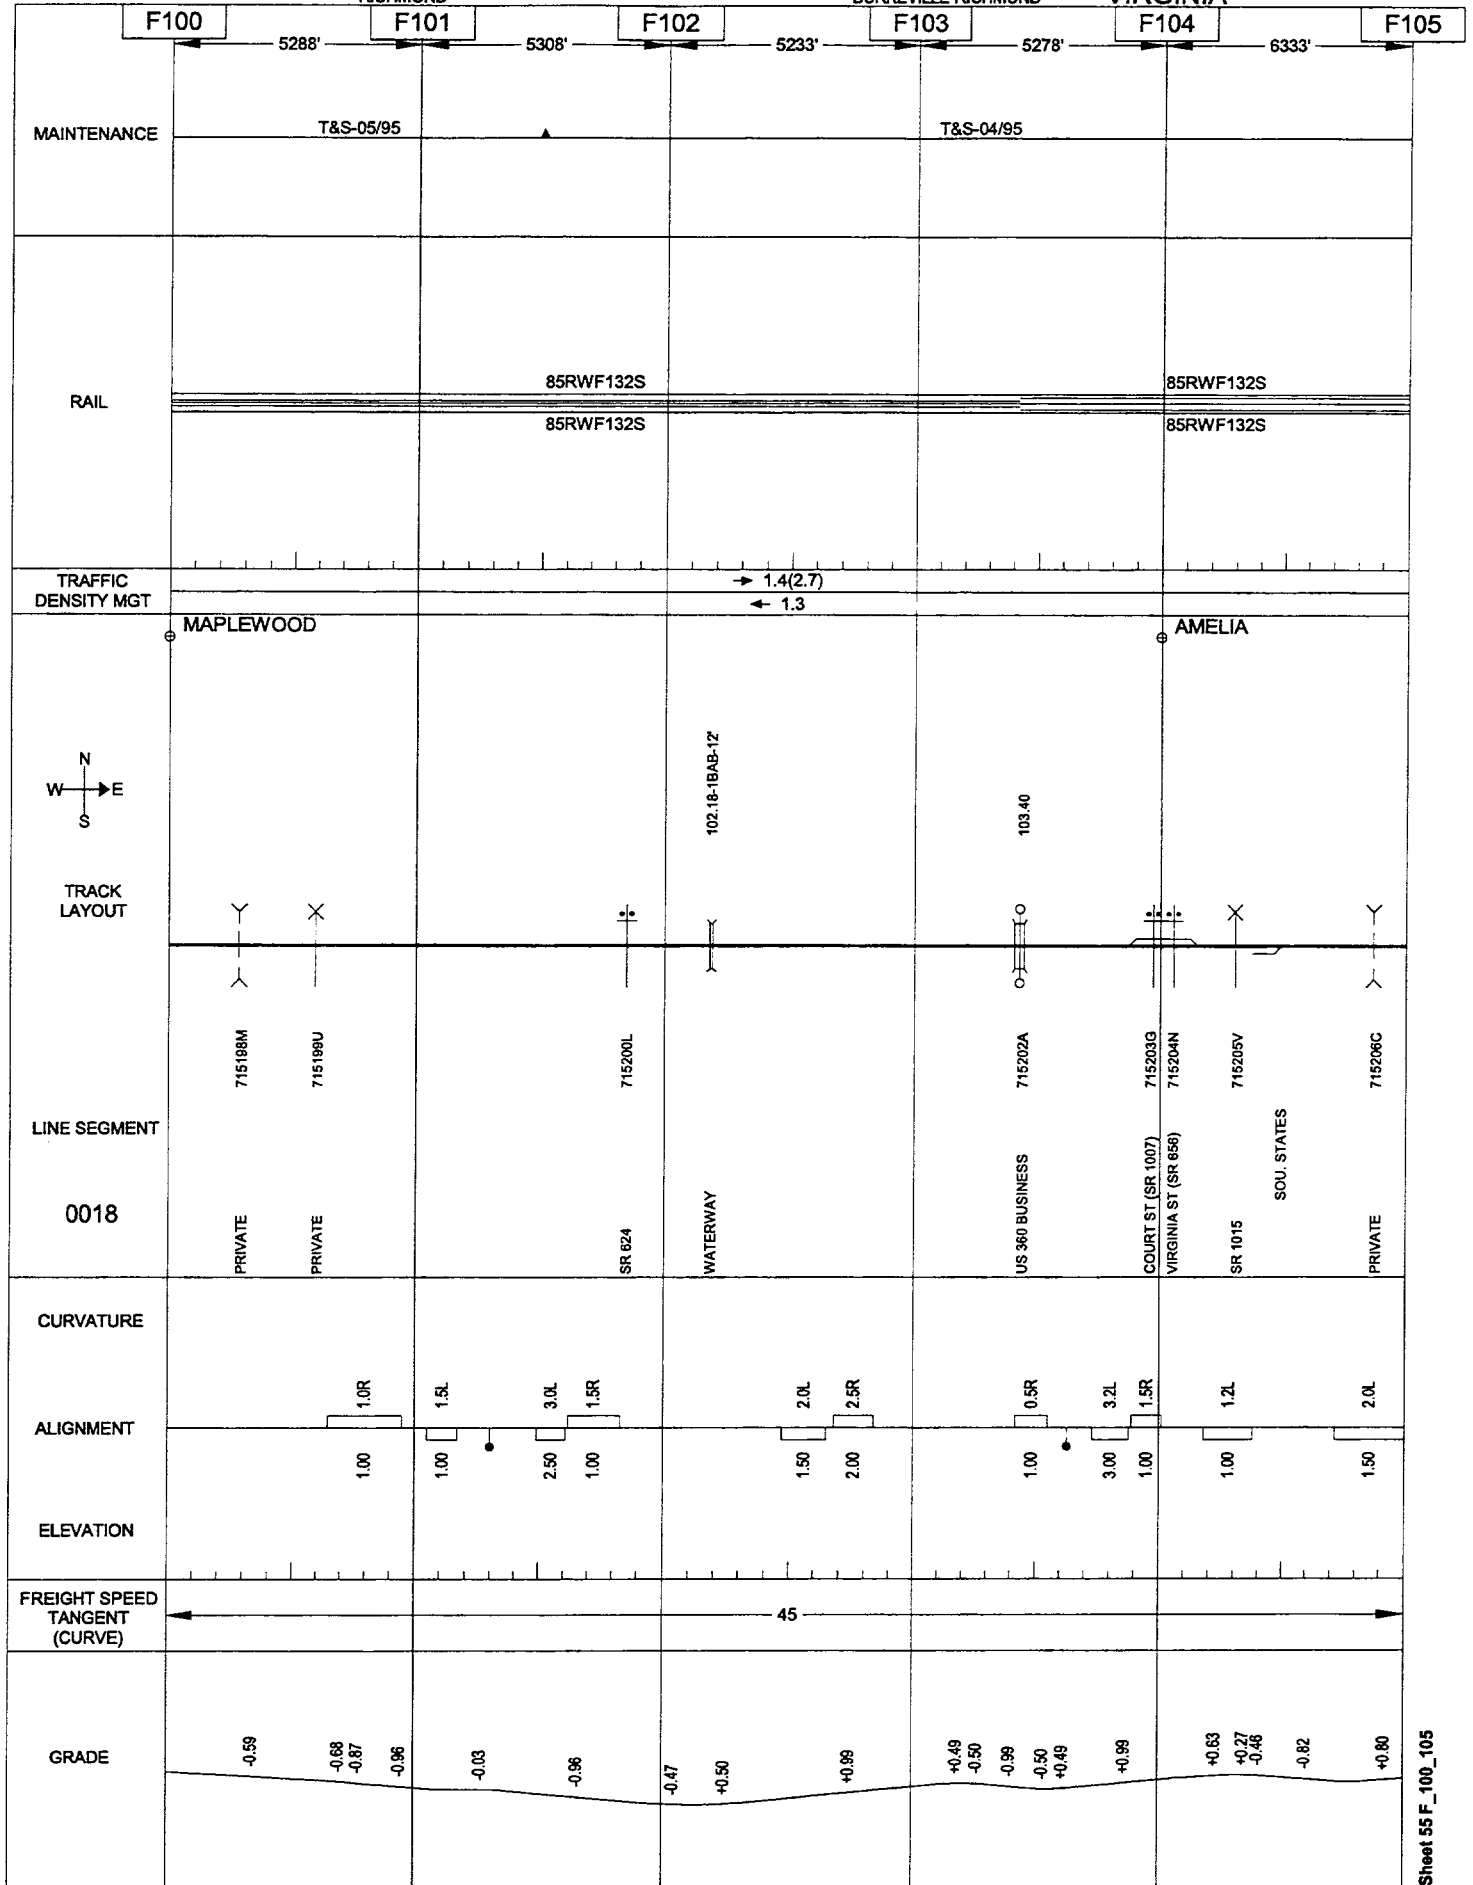 VIRGINIA
F100 F101 F102 F103 F104 F105
5288' 5308' 5233' 5278' 6333'
MAINTENANCE
T&S-05/95 T&S-04/95
RAIL
85RWF132S 85RWF132S
85RWF132S 85RWF132S
TRAFFIC
DENSITY MGT
→ 1.4(2.7)
← 1.3
MAPLEWOOD AMELIA
N
W E
S
102.18-1BAB-12'
103.40
TRACK
LAYOUT
715198M
715199U
715200L
715202A
715203G
715204N
715205V
715206C
LINE SEGMENT
0018
PRIVATE
PRIVATE
SR 624
WATERWAY
US 360 BUSINESS
COURT ST (SR 1007)
VIRGINIA ST (SR 656)
SR 1015
SOU. STATES
PRIVATE
CURVATURE
1.0R 1.5L 3.0L 1.5R 2.0L 2.5R 0.5R 3.2L 1.5R 1.2L 2.0L
ALIGNMENT
1.00 1.00 2.50 1.00 1.50 2.00 1.00 3.00 1.00 1.00 1.50
ELEVATION
FREIGHT SPEED
TANGENT
(CURVE)
45
GRADE
-0.59 -0.68 -0.87 -0.96 -0.03 -0.96 -0.47 +0.50 +0.99 +0.49 -0.50 -0.99 -0.50 +0.49 +0.99 +0.63 +0.27 -0.46 -0.82 +0.80
Sheet 55 F_100_105